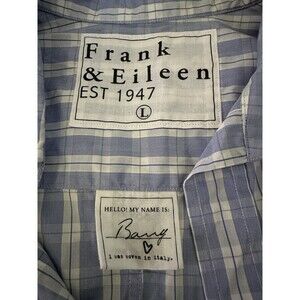 Frank
& Eileen
EST 1947
L
HELLO! MY NAME IS:
Barry
I was woven in Italy.